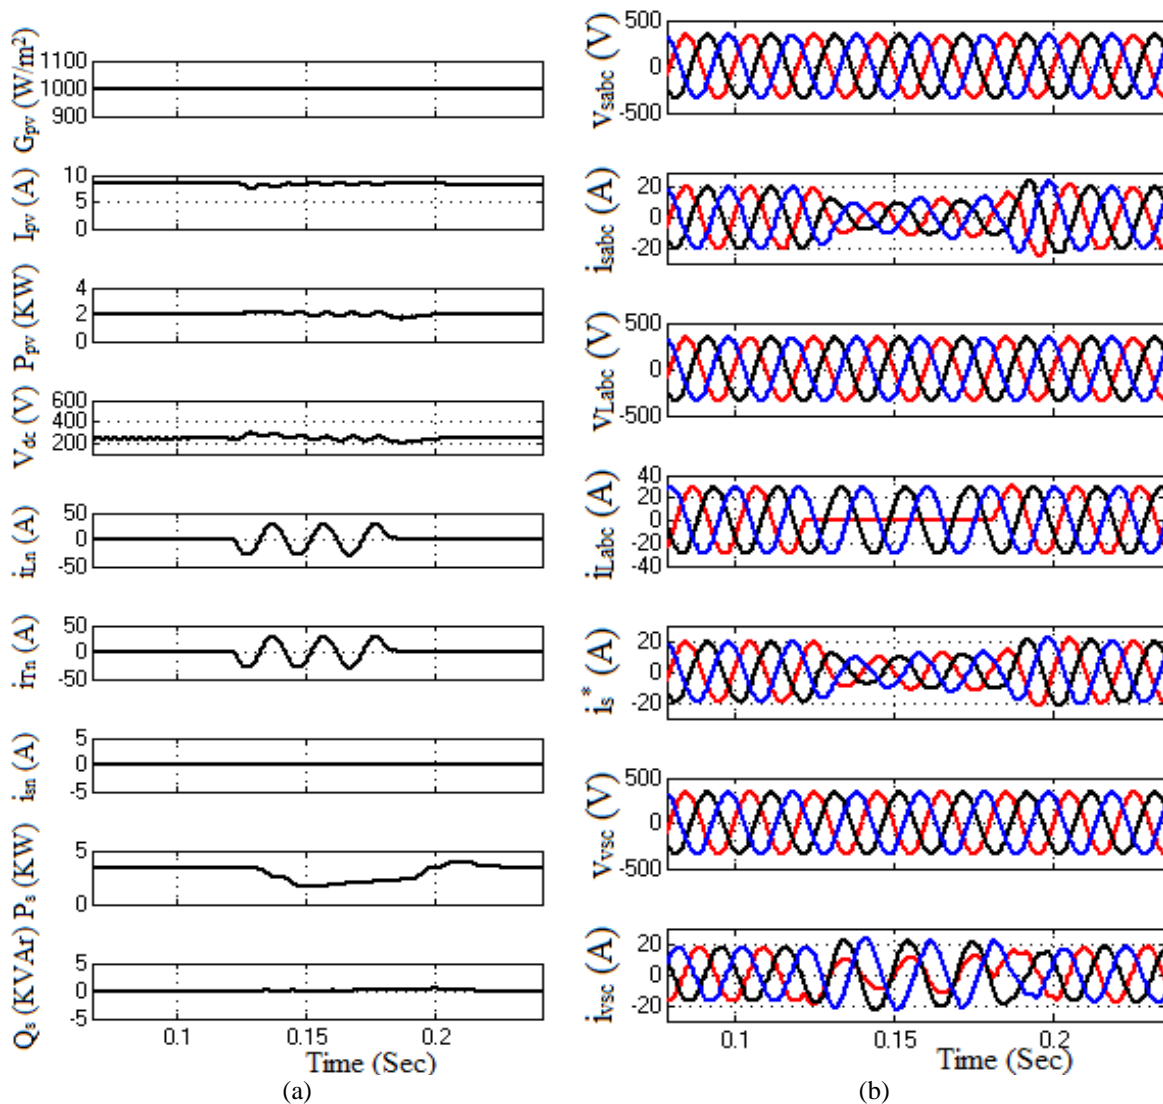 G_pv (W/m²)
1100
1000
900
I_pv (A)
10
5
0
P_pv (KW)
4
2
0
V_dc (V)
600
400
200
i_Ln (A)
50
0
-50
i_Tn (A)
50
0
-50
i_sn (A)
5
0
-5
P_s (KW)
5
0
Q_s (KVAr)
5
0
-5
0.1 0.15 0.2
Time (Sec)
(a)
v_sabc (V)
500
0
-500
i_sabc (A)
20
0
-20
v_Labc (V)
500
0
-500
i_Labc (A)
40
20
0
-20
-40
i_s* (A)
20
0
-20
v_vsc (V)
500
0
-500
i_vsc (A)
20
0
-20
0.1 0.15 0.2
Time (Sec)
(b)